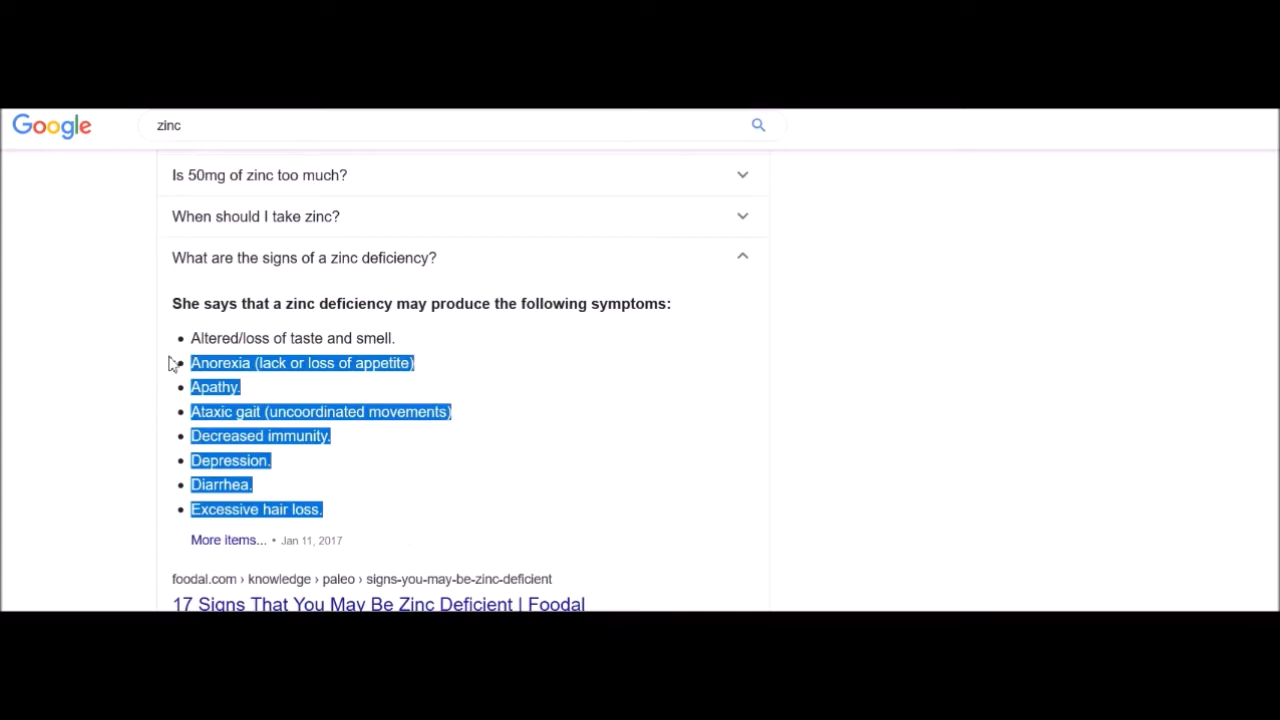 Google
zinc
Is 50mg of zinc too much?
When should I take zinc?
What are the signs of a zinc deficiency?
She says that a zinc deficiency may produce the following symptoms:
• Altered/loss of taste and smell.
• Anorexia (lack or loss of appetite)
• Apathy.
• Ataxic gait (uncoordinated movements)
• Decreased immunity.
• Depression.
• Diarrhea.
• Excessive hair loss.
More items... • Jan 11, 2017
foodal.com › knowledge › paleo › signs-you-may-be-zinc-deficient
17 Signs That You May Be Zinc Deficient | Foodal